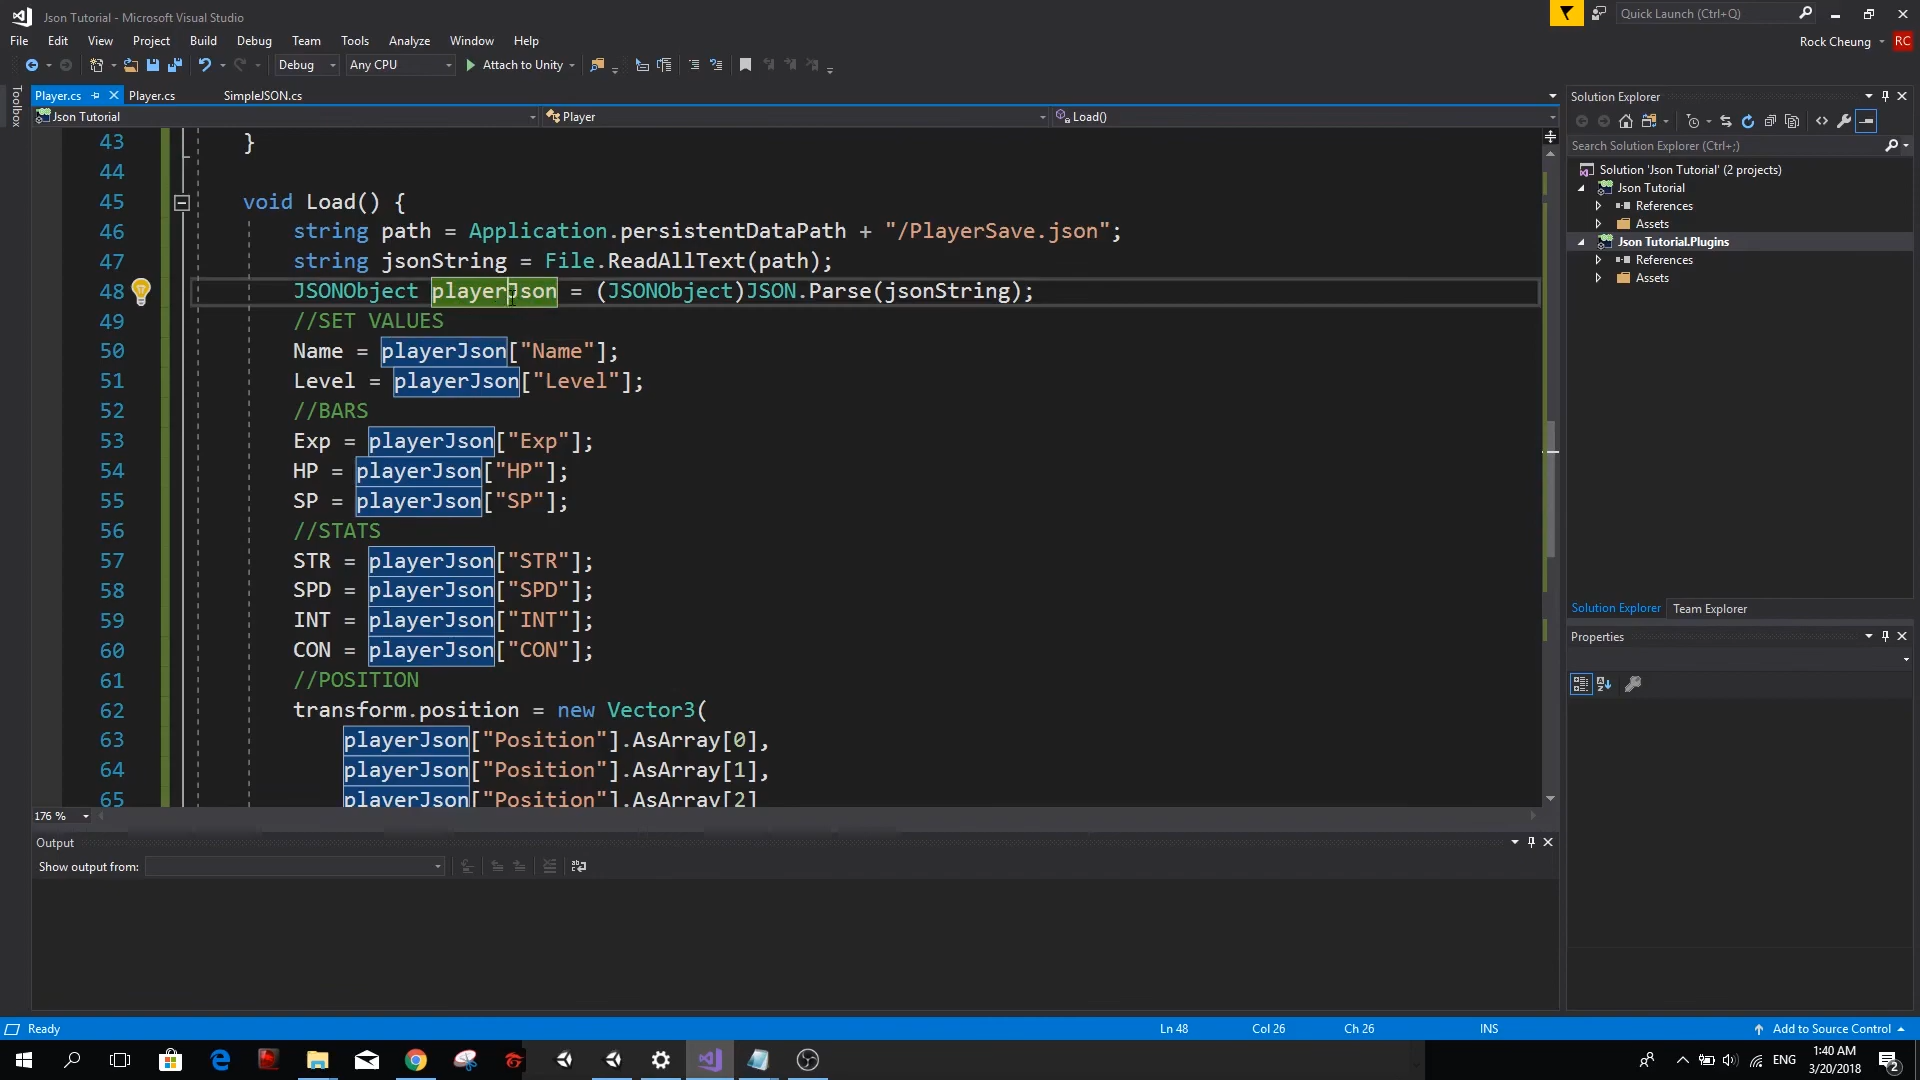 Json Tutorial - Microsoft Visual Studio
Quick Launch (Ctrl+Q)
File Edit View Project Build Debug Team Tools Analyze Window Help
Rock Cheung RC
Debug Any CPU Attach to Unity
Toolbox
Player.cs Player.cs SimpleJSON.cs
Json Tutorial Player Load()
43 }
44
45 void Load() {
46 string path = Application.persistentDataPath + "/PlayerSave.json";
47 string jsonString = File.ReadAllText(path);
48 JSONObject playerJson = (JSONObject)JSON.Parse(jsonString);
49 //SET VALUES
50 Name = playerJson["Name"];
51 Level = playerJson["Level"];
52 //BARS
53 Exp = playerJson["Exp"];
54 HP = playerJson["HP"];
55 SP = playerJson["SP"];
56 //STATS
57 STR = playerJson["STR"];
58 SPD = playerJson["SPD"];
59 INT = playerJson["INT"];
60 CON = playerJson["CON"];
61 //POSITION
62 transform.position = new Vector3(
63 playerJson["Position"].AsArray[0],
64 playerJson["Position"].AsArray[1],
65 playerJson["Position"].AsArray[2]
176 %
Output
Show output from:
Solution Explorer
Search Solution Explorer (Ctrl+;)
Solution 'Json Tutorial' (2 projects)
Json Tutorial
References
Assets
Json Tutorial.Plugins
References
Assets
Solution Explorer Team Explorer
Properties
Ready Ln 48 Col 26 Ch 26 INS Add to Source Control
ENG 1:40 AM
3/20/2018
2